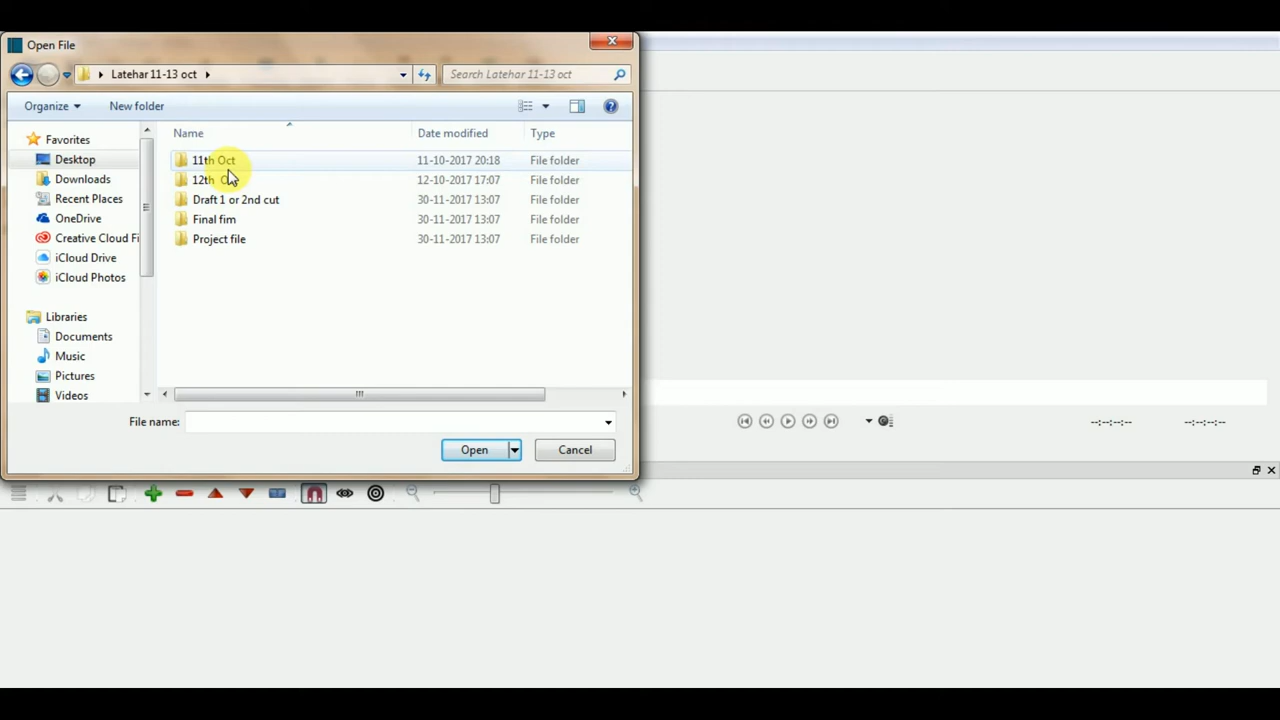 Open File
Latehar 11-13 oct
Search Latehar 11-13 oct
Organize
New folder
Name
Date modified
Type
Favorites
Desktop
Downloads
Recent Places
OneDrive
Creative Cloud Fi
iCloud Drive
iCloud Photos
Libraries
Documents
Music
Pictures
Videos
11th Oct 11-10-2017 20:18 File folder
12th 12-10-2017 17:07 File folder
Draft 1 or 2nd cut 30-11-2017 13:07 File folder
Final fim 30-11-2017 13:07 File folder
Project file 30-11-2017 13:07 File folder
File name:
Open
Cancel
--:--:--
--:--:--